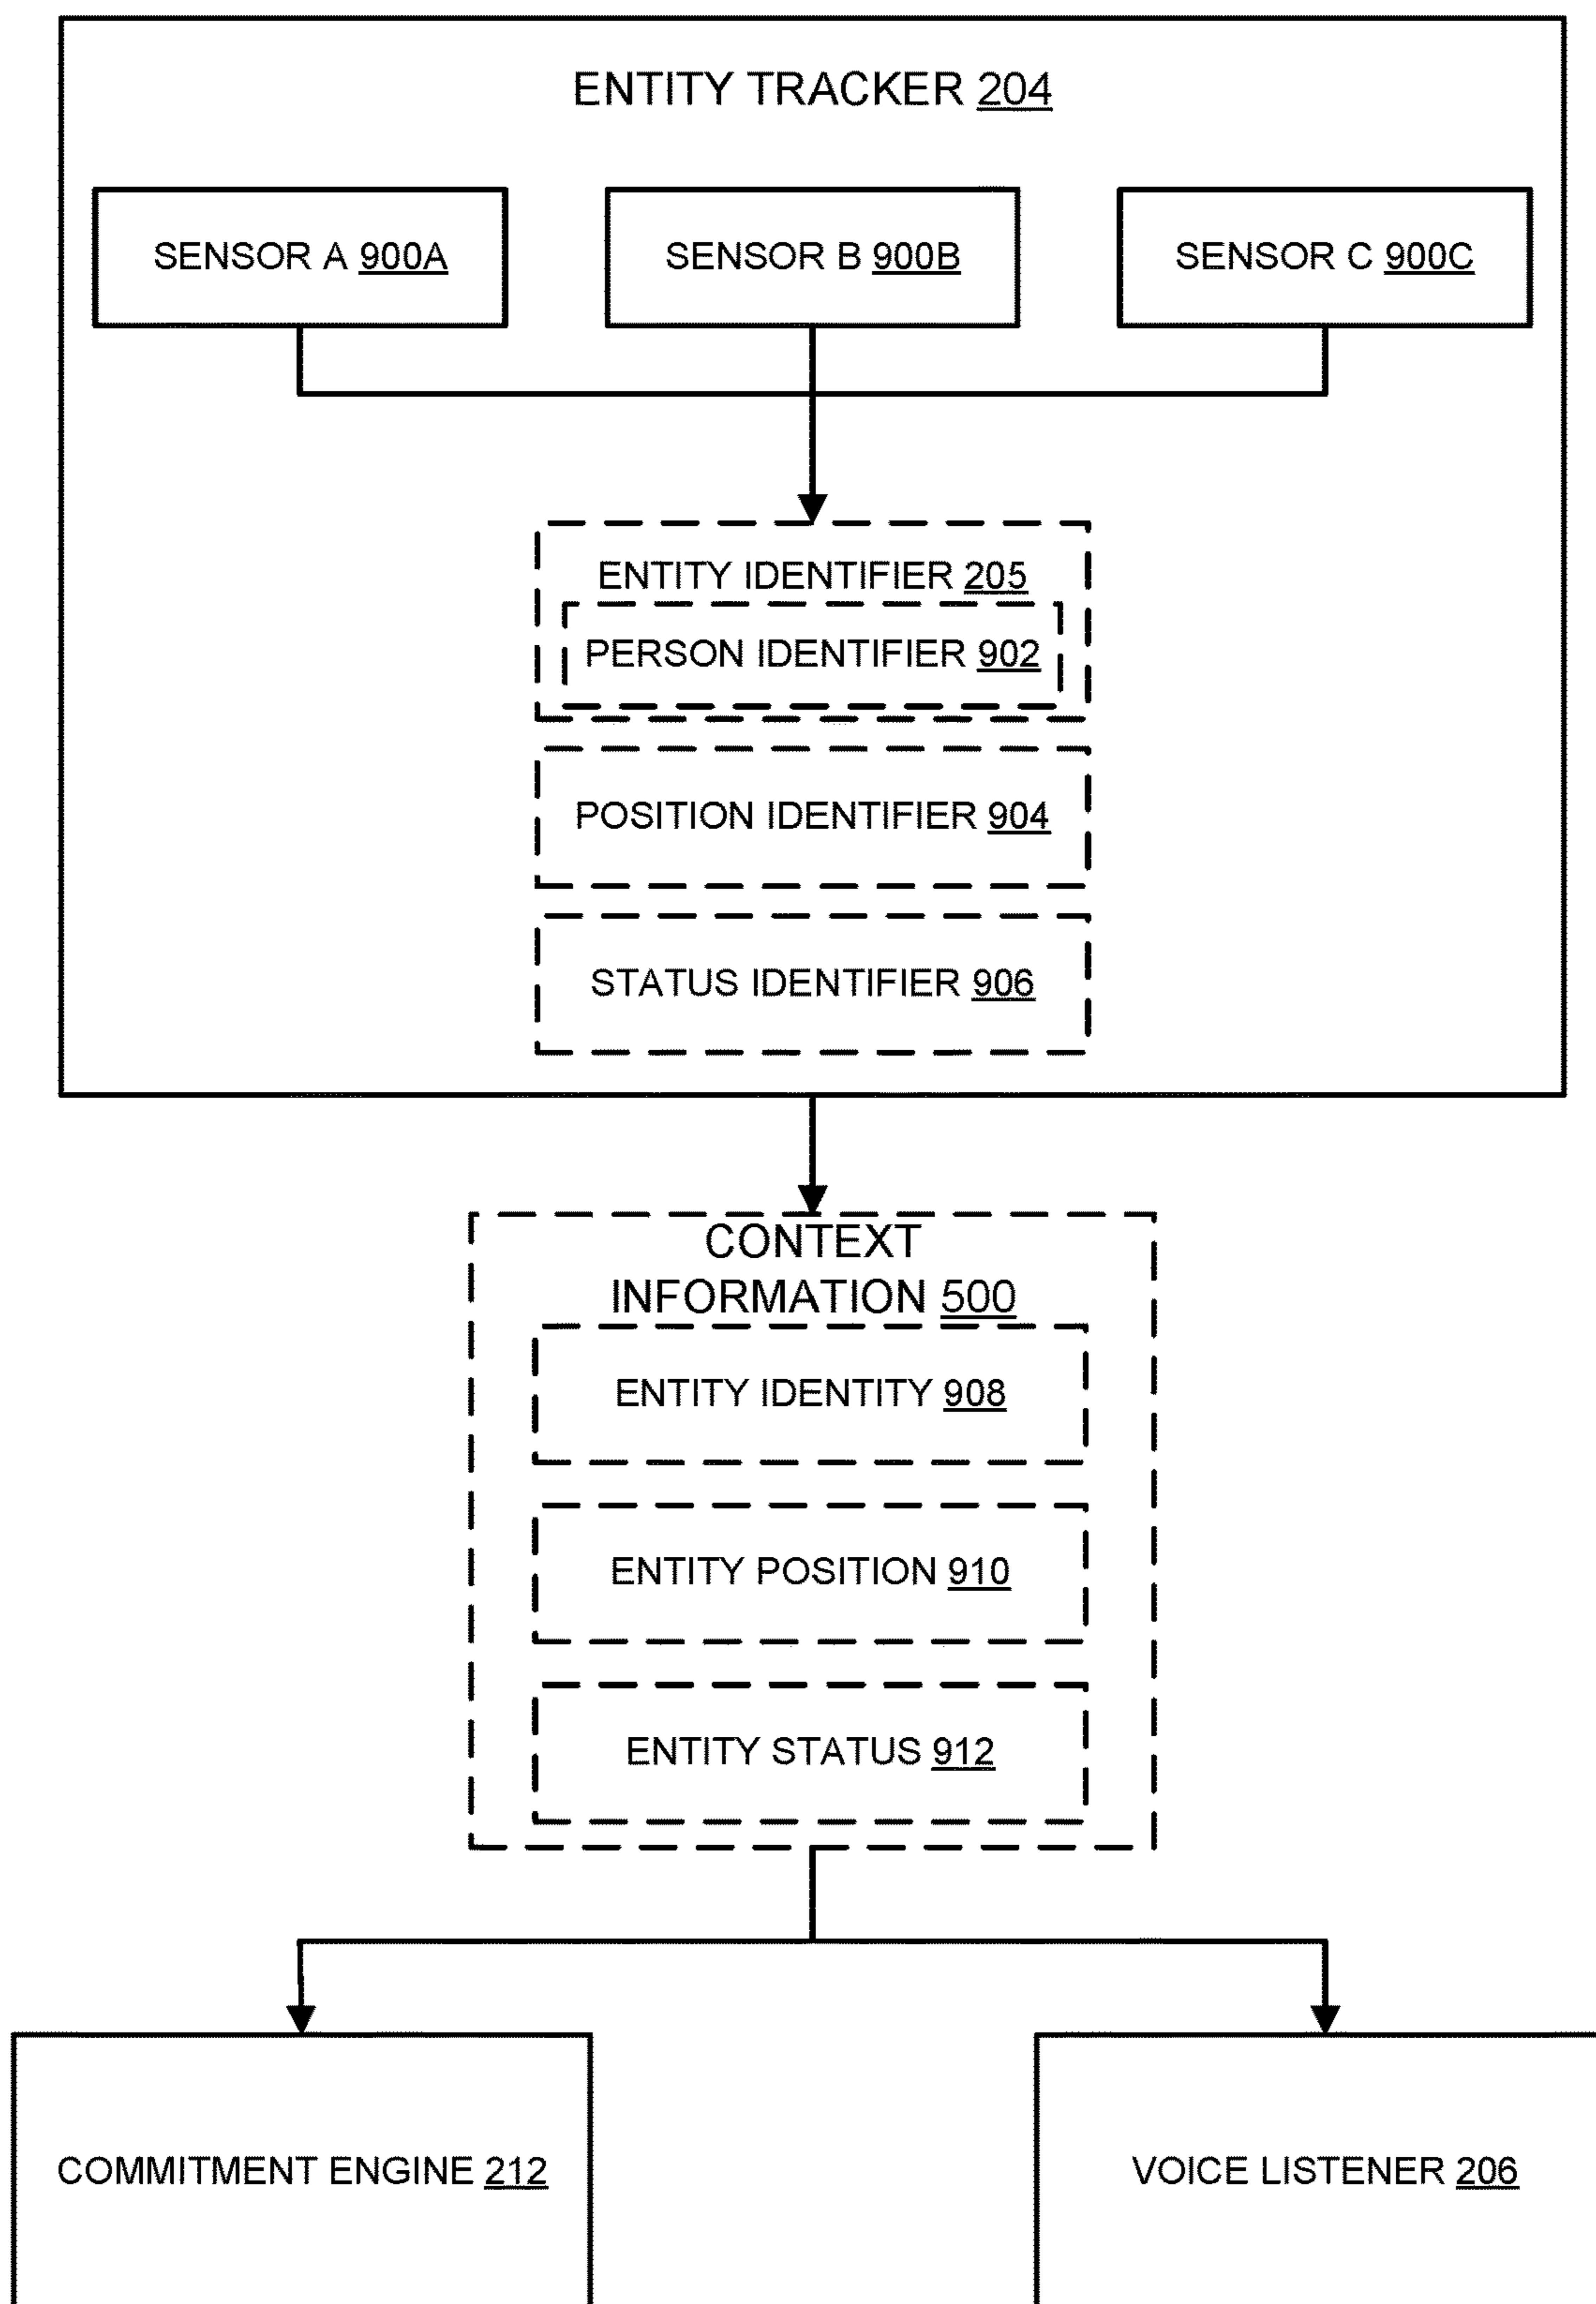 ENTITY TRACKER 204
SENSOR A 900A
SENSOR B 900B
SENSOR C 900C
ENTITY IDENTIFIER 205
PERSON IDENTIFIER 902
POSITION IDENTIFIER 904
STATUS IDENTIFIER 906
CONTEXT
INFORMATION 500
ENTITY IDENTITY 908
ENTITY POSITION 910
ENTITY STATUS 912
COMMITMENT ENGINE 212
VOICE LISTENER 206